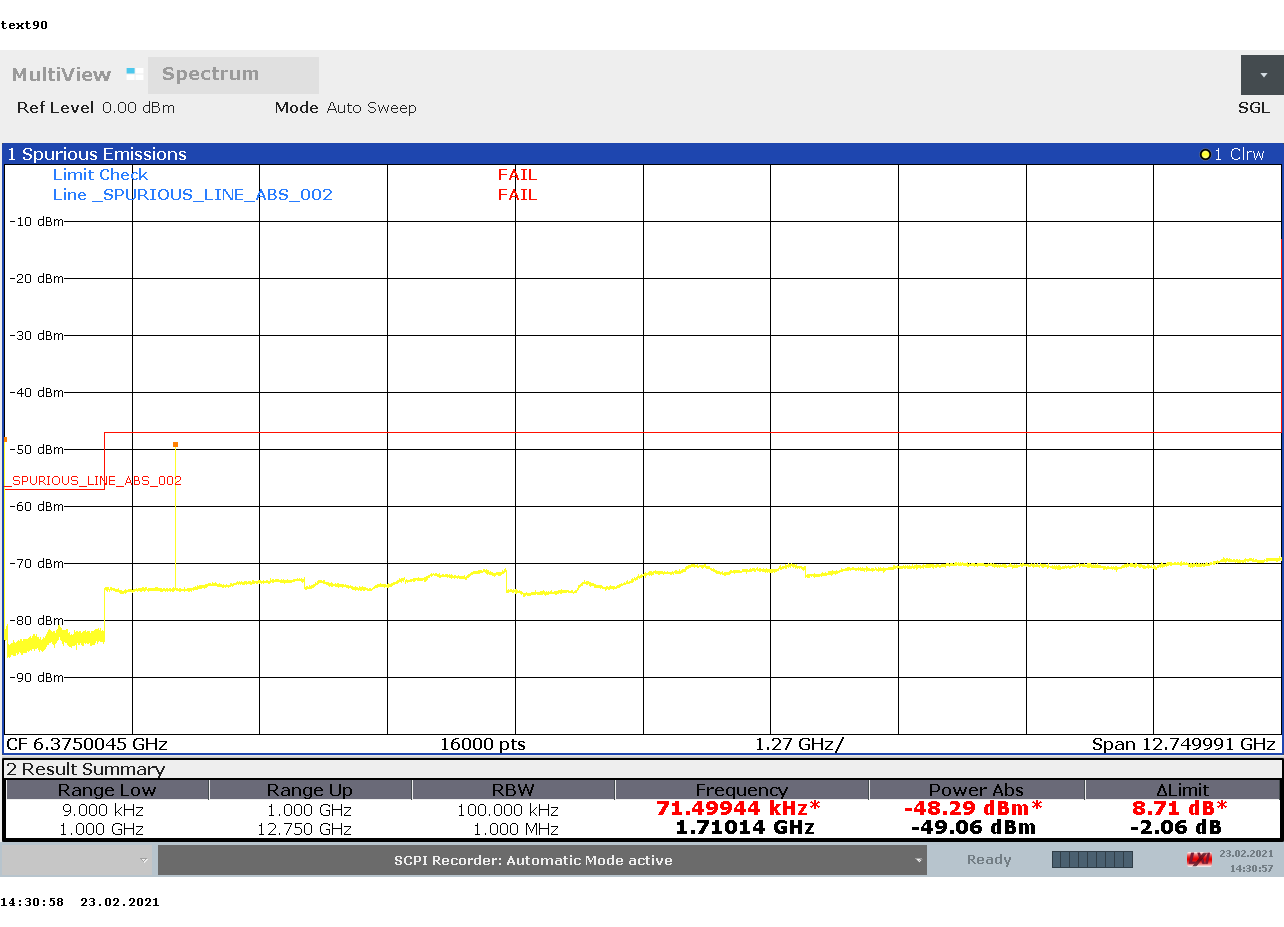 text90
MultiView Spectrum
Ref Level 0.00 dBm Mode Auto Sweep SGL
1 Spurious Emissions 1 Clrw
Limit Check FAIL
Line _SPURIOUS_LINE_ABS_002 FAIL
-10 dBm
-20 dBm
-30 dBm
-40 dBm
-50 dBm
_SPURIOUS_LINE_ABS_002
-60 dBm
-70 dBm
-80 dBm
-90 dBm
CF 6.3750045 GHz 16000 pts 1.27 GHz/ Span 12.749991 GHz
2 Result Summary
Range Low Range Up RBW Frequency Power Abs ΔLimit
9.000 kHz 1.000 GHz 100.000 kHz 71.49944 kHz* -48.29 dBm* 8.71 dB*
1.000 GHz 12.750 GHz 1.000 MHz 1.71014 GHz -49.06 dBm -2.06 dB
SCPI Recorder: Automatic Mode active Ready LXI 23.02.2021
14:30:57
14:30:58 23.02.2021